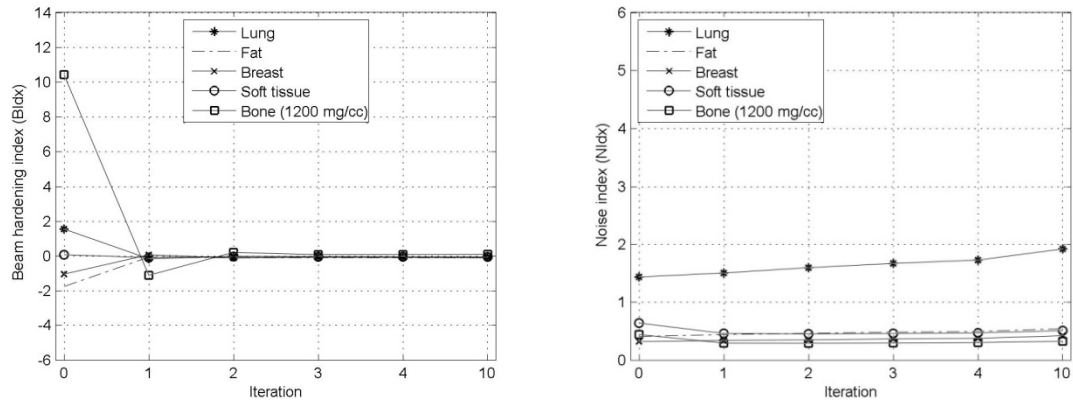 14
12
10
8
6
4
2
0
-2
-4
-6
Beam hardening index (BIdx)
Lung
Fat
Breast
Soft tissue
Bone (1200 mg/cc)
0 1 2 3 4 10
Iteration
6
5
4
3
2
1
0
Noise index (NIdx)
Lung
Fat
Breast
Soft tissue
Bone (1200 mg/cc)
0 1 2 3 4 10
Iteration